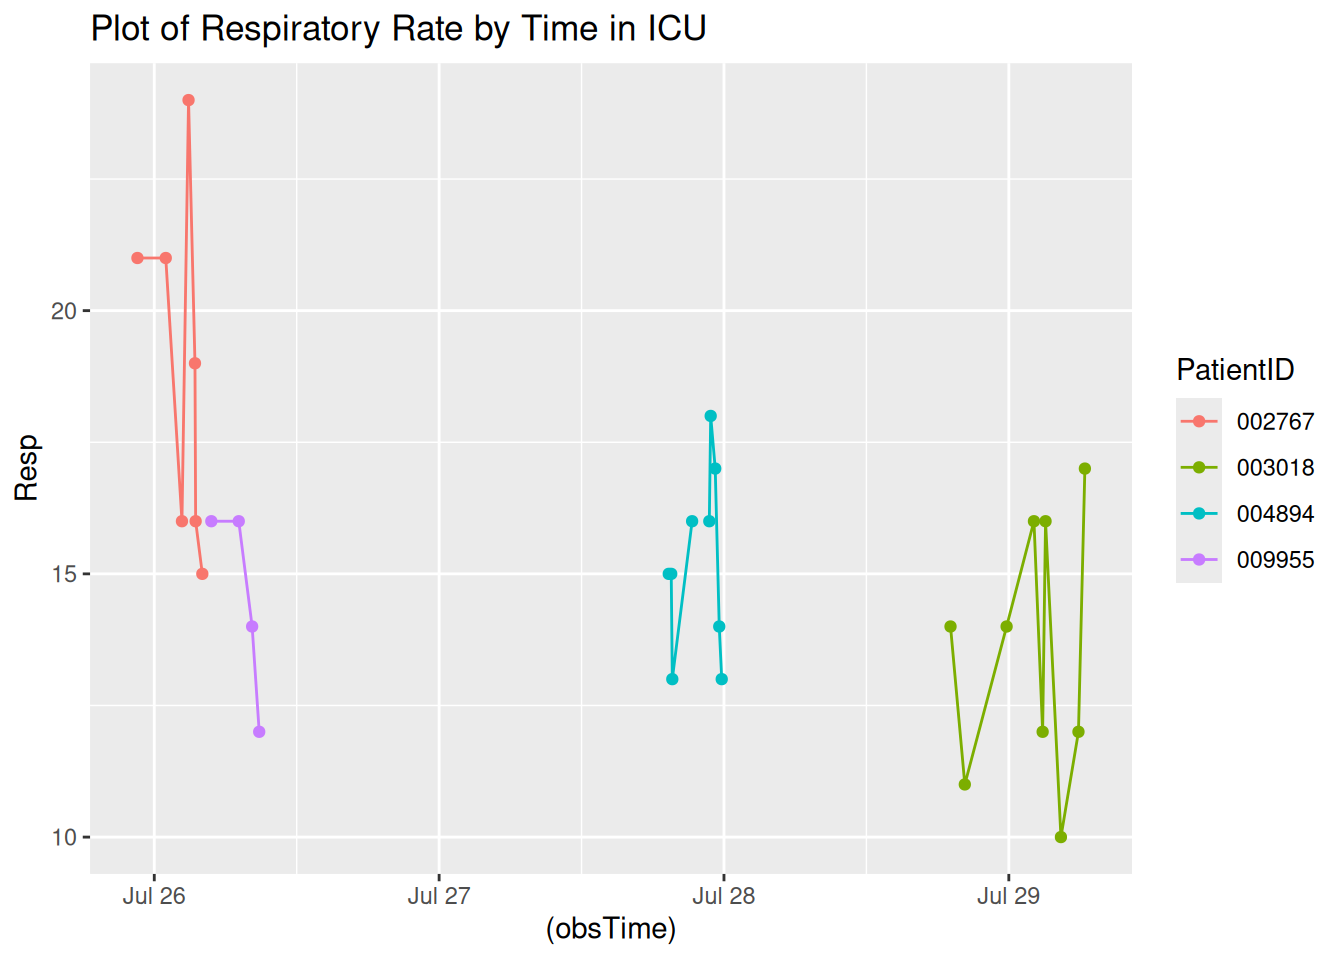 Plot of Respiratory Rate by Time in ICU
Resp
20
15
10
Jul 26
Jul 27
Jul 28
Jul 29
(obsTime)
PatientID
002767
003018
004894
009955